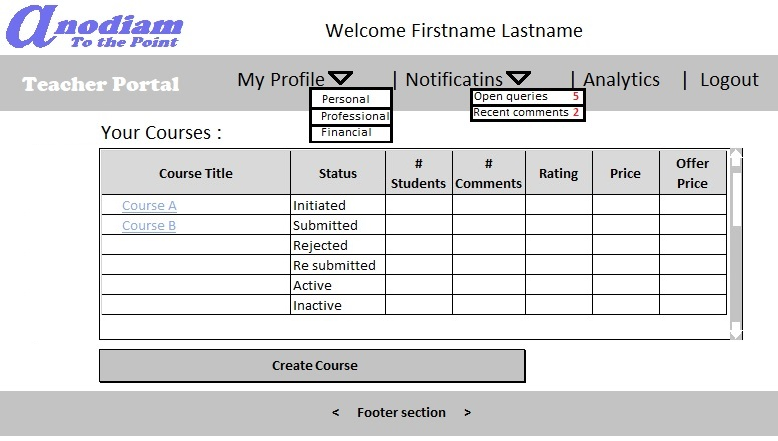 Anodiam
To the Point
Welcome Firstname Lastname
Teacher Portal
My Profile | Notificatins | Analytics | Logout
Personal
Professional
Financial
Open queries 5
Recent comments 2
Your Courses :
Course Title Status # Students # Comments Rating Price Offer Price
Course A Initiated
Course B Submitted
Rejected
Re submitted
Active
Inactive
Create Course
< Footer section >